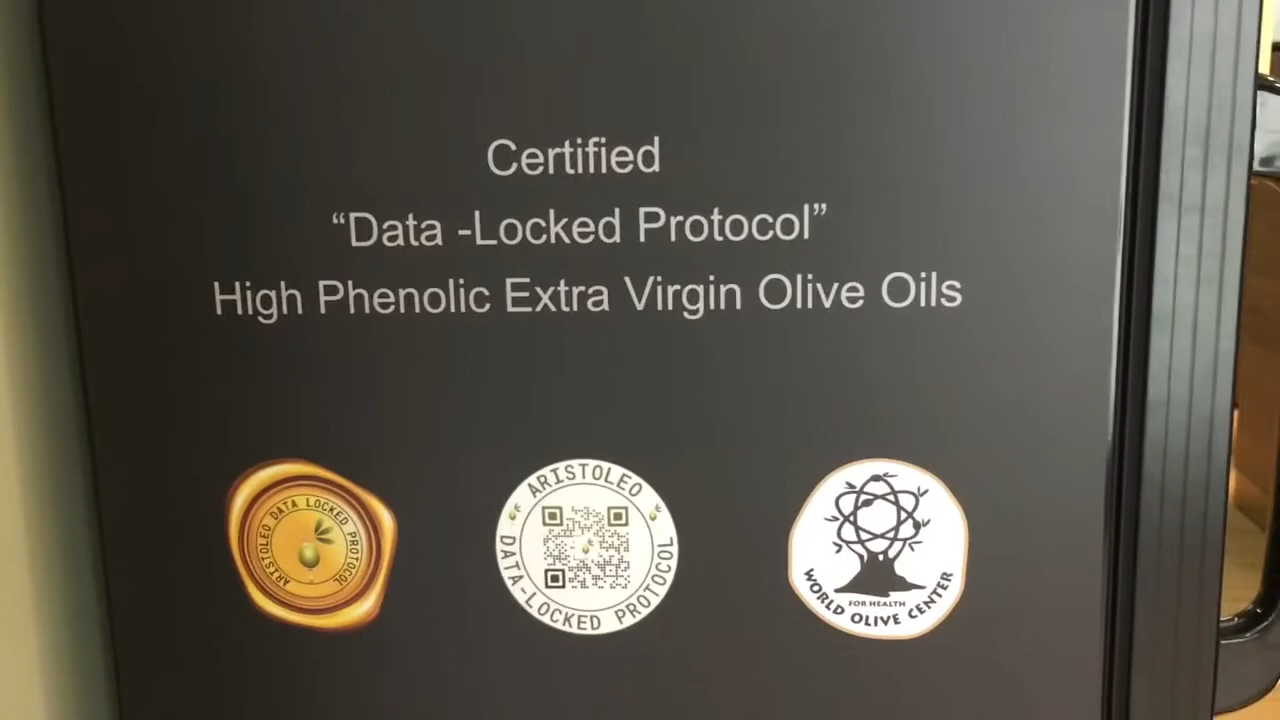 Certified
“Data -Locked Protocol”
High Phenolic Extra Virgin Olive Oils
ARISTOLEO DATA LOCKED PROTOCOL
ARISTOLEO
DATA-LOCKED PROTOCOL
FOR HEALTH
WORLD OLIVE CENTER